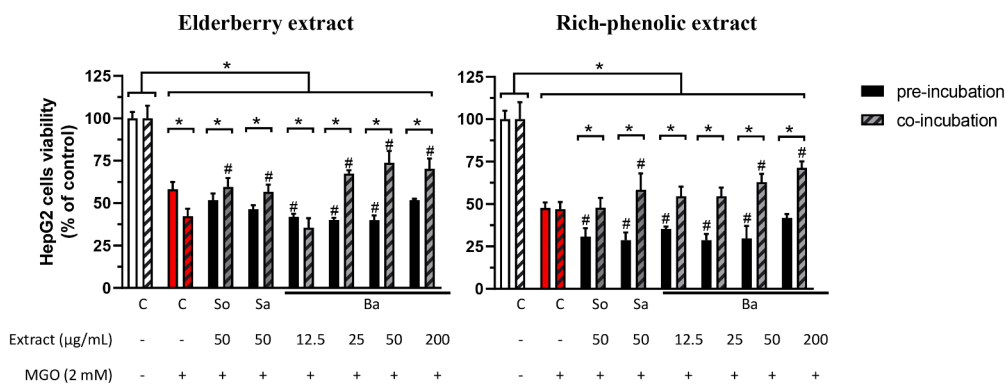 Elderberry extract
Rich-phenolic extract
HepG2 cells viability
(% of control)
125
100
75
50
25
0
*
* * * * * * *
# # # # # # # #
C C So Sa Ba
Extract (µg/mL) - - 50 50 12.5 25 50 200
MGO (2 mM) - + + + + + + +
125
100
75
50
25
0
*
* * * * * *
# # # # # # # #
C C So Sa Ba
- - 50 50 12.5 25 50 200
- + + + + + + +
pre-incubation
co-incubation